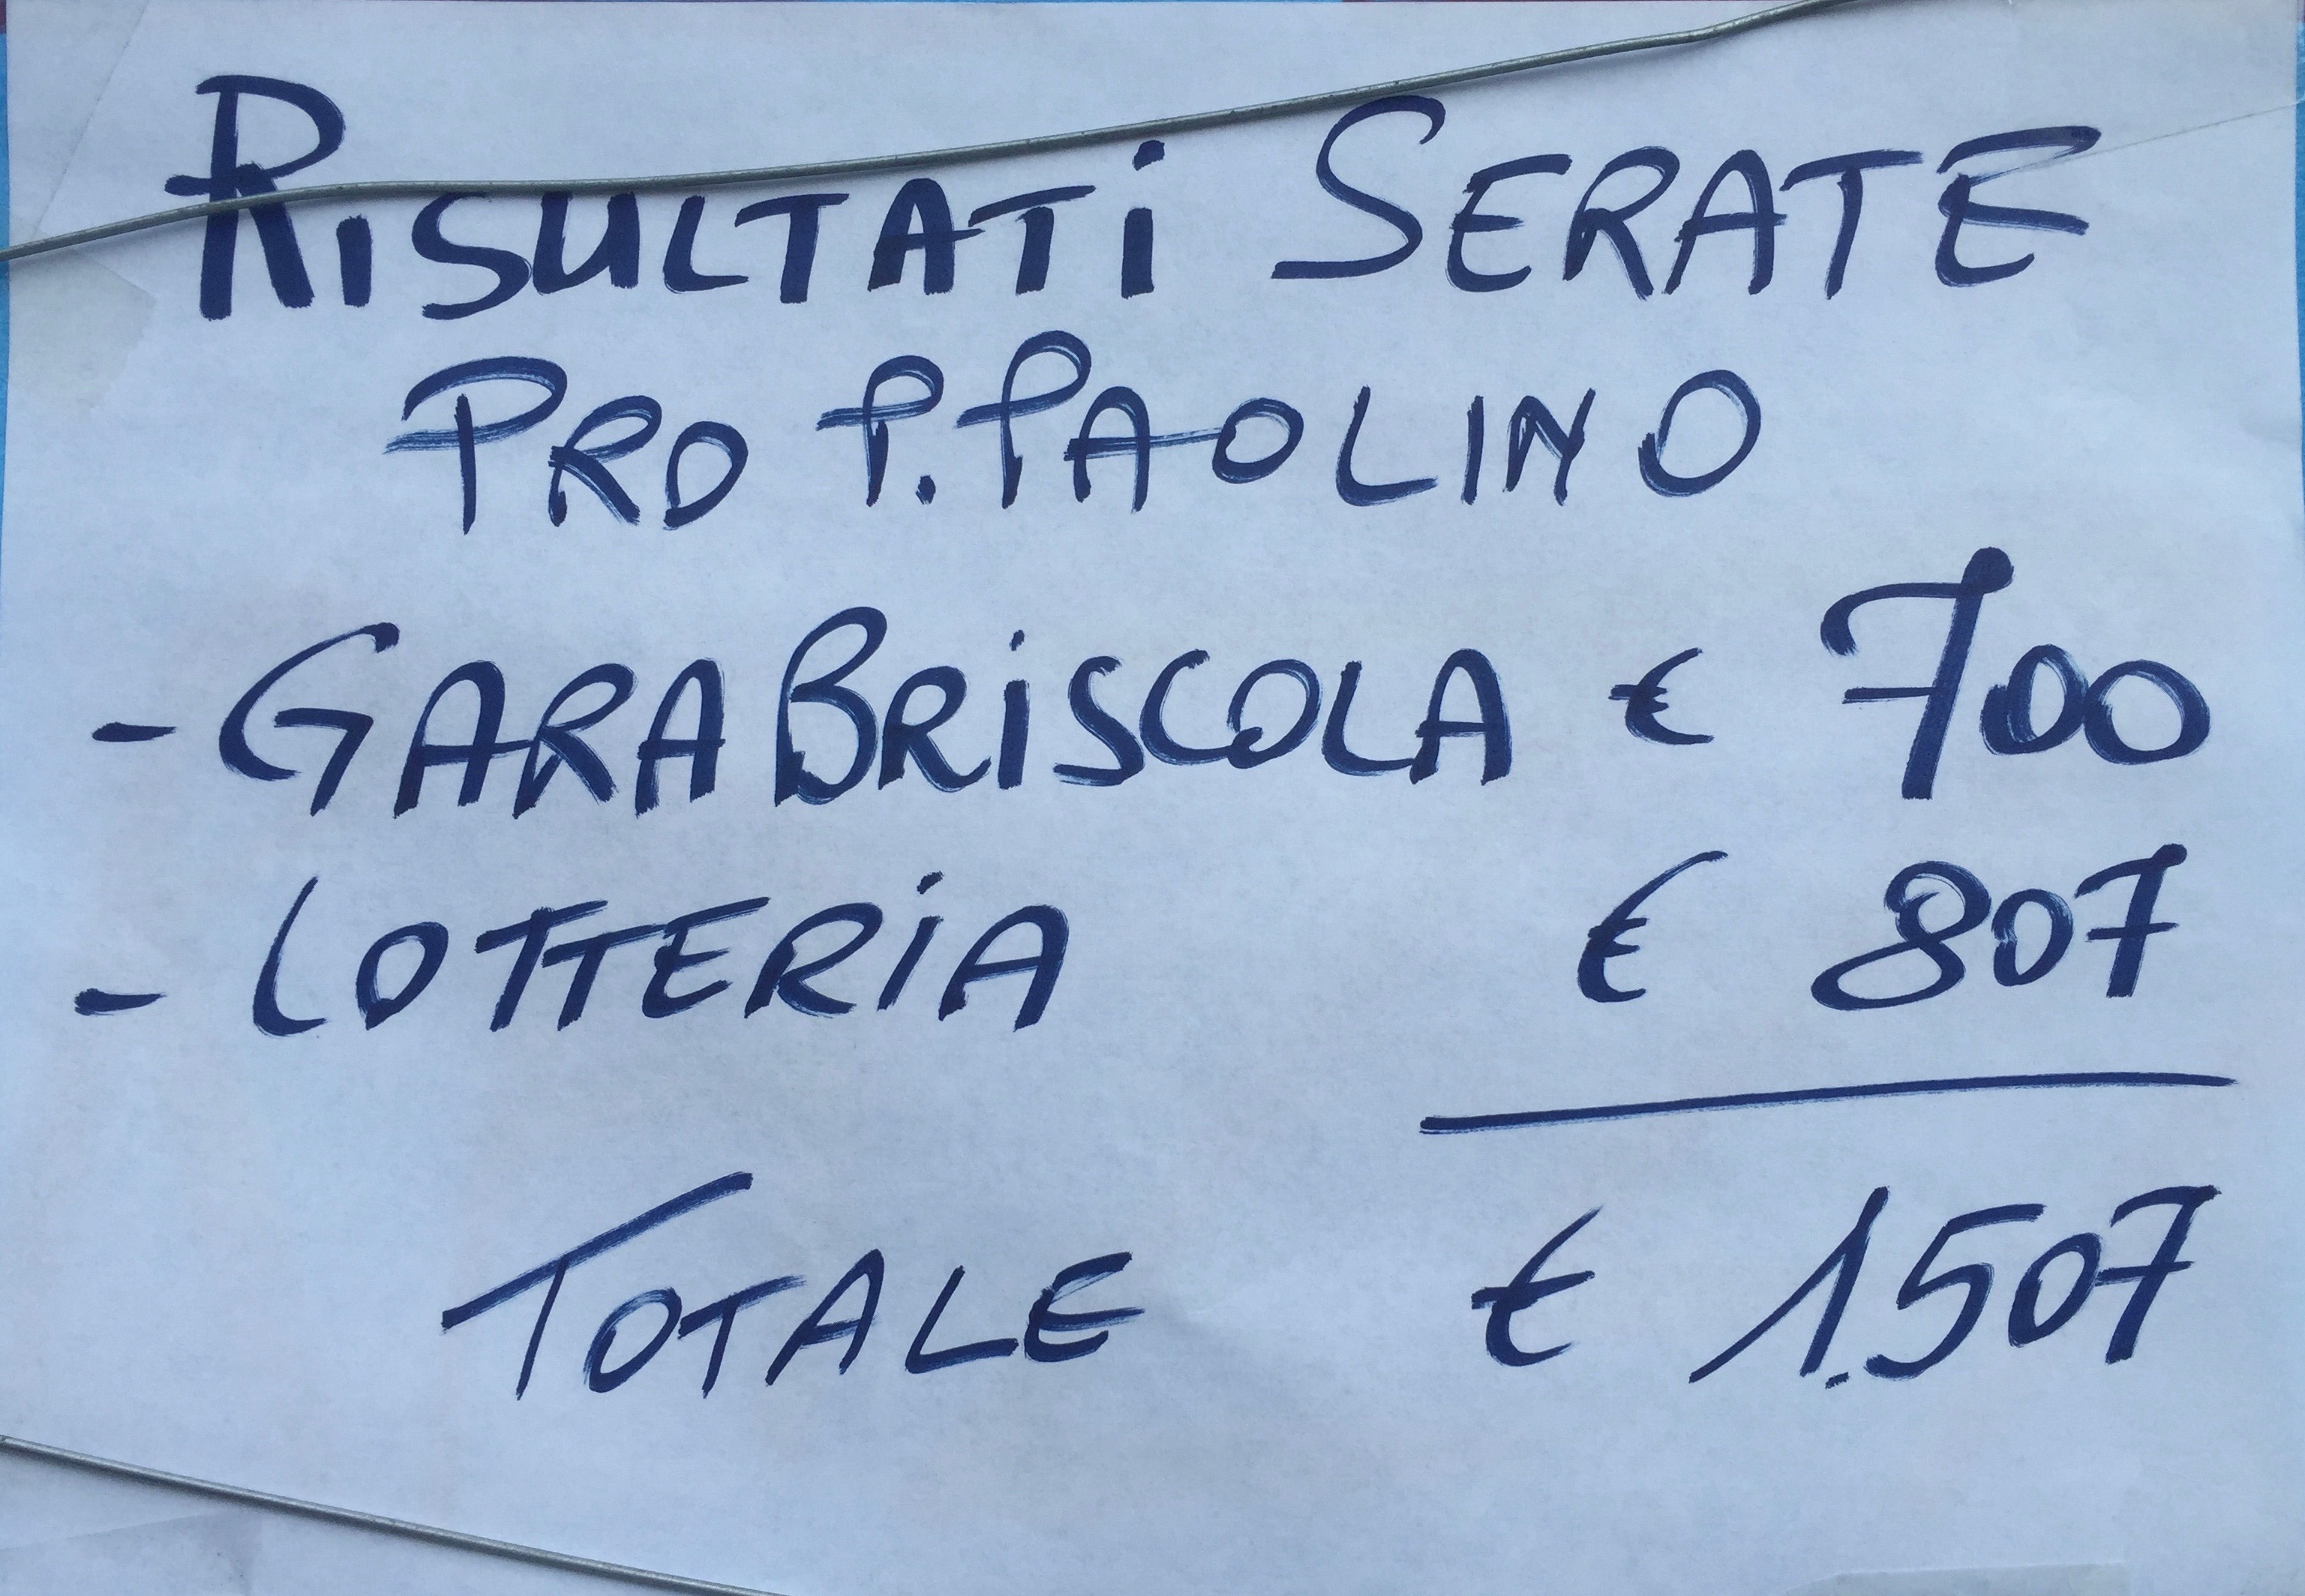 RiSULTATi SERATE
PRO P. PAOLINO
- GARA BRiSCOLA € 700
- LOTTERiA € 807
TOTALE € 1.507